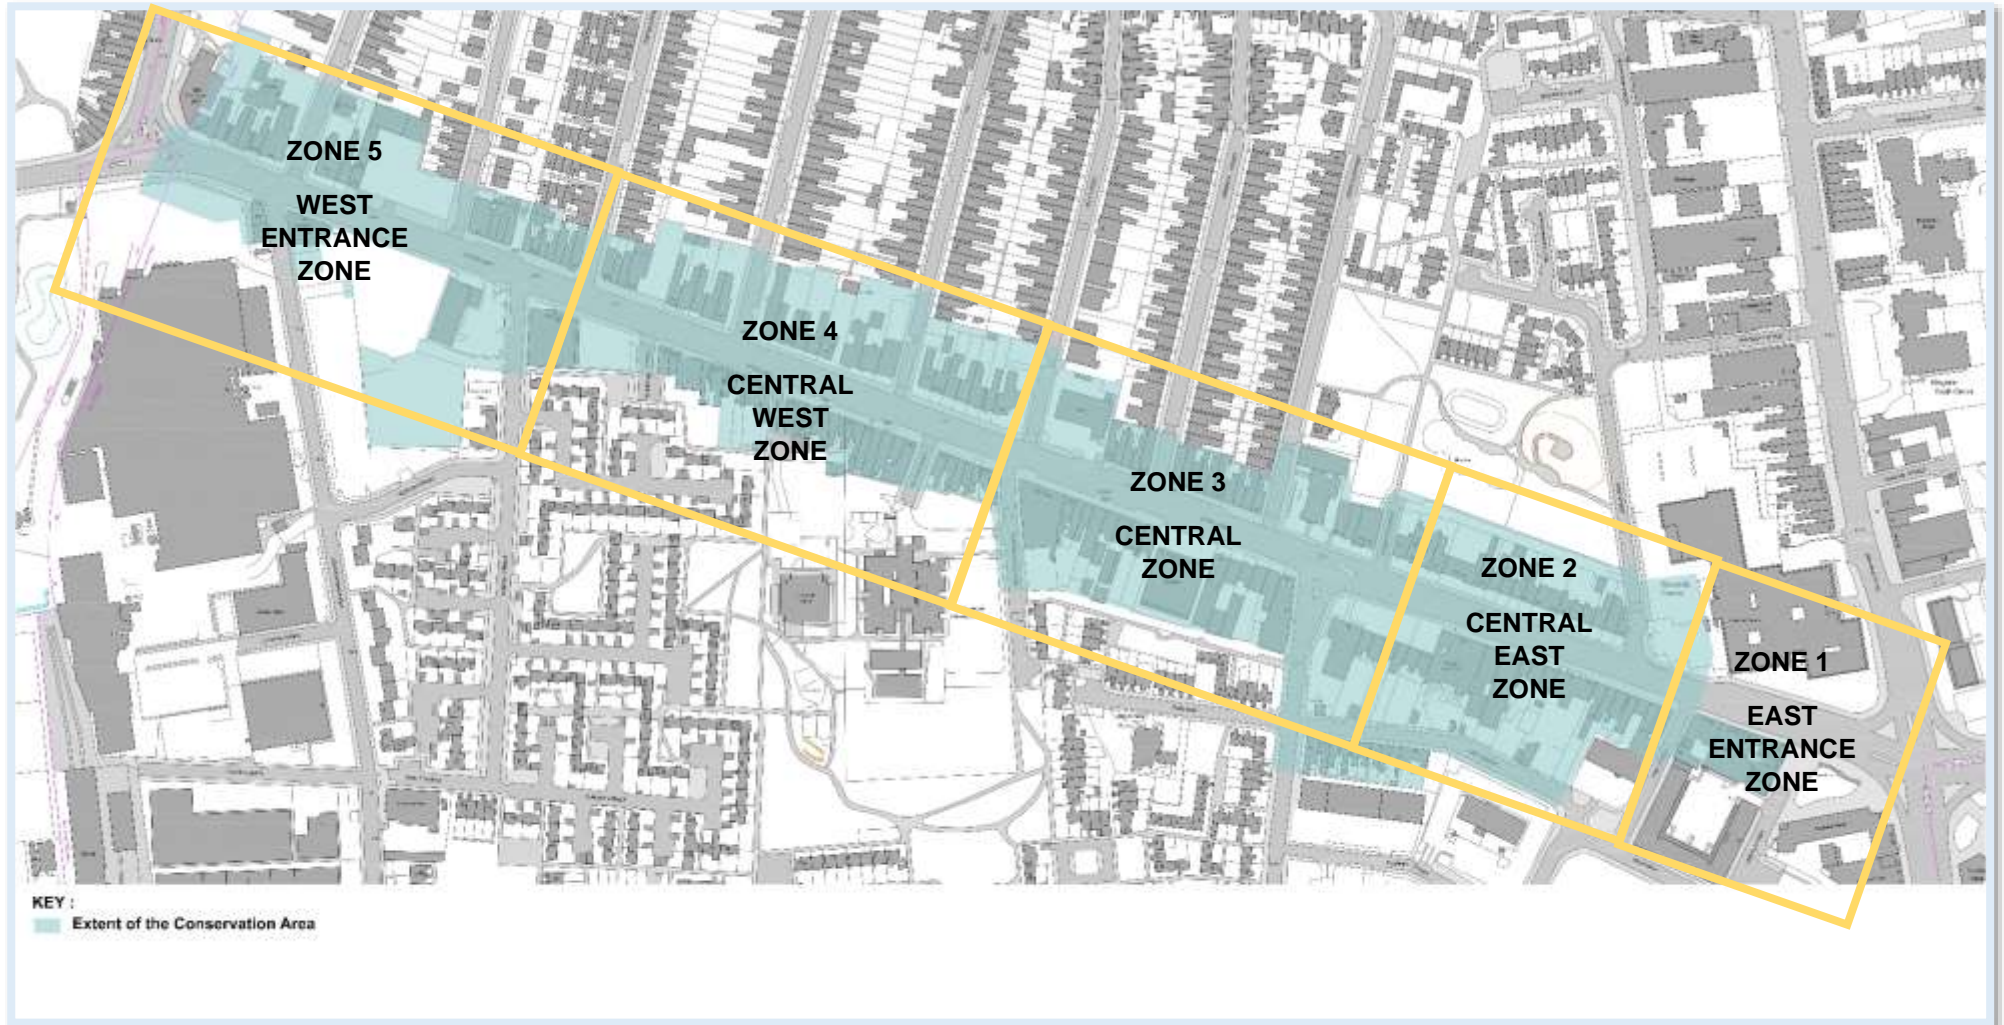 ZONE 5
WEST
ENTRANCE
ZONE
ZONE 4
CENTRAL
WEST
ZONE
ZONE 3
CENTRAL
ZONE
ZONE 2
CENTRAL
EAST
ZONE
ZONE 1
EAST
ENTRANCE
ZONE
KEY :
Extent of the Conservation Area